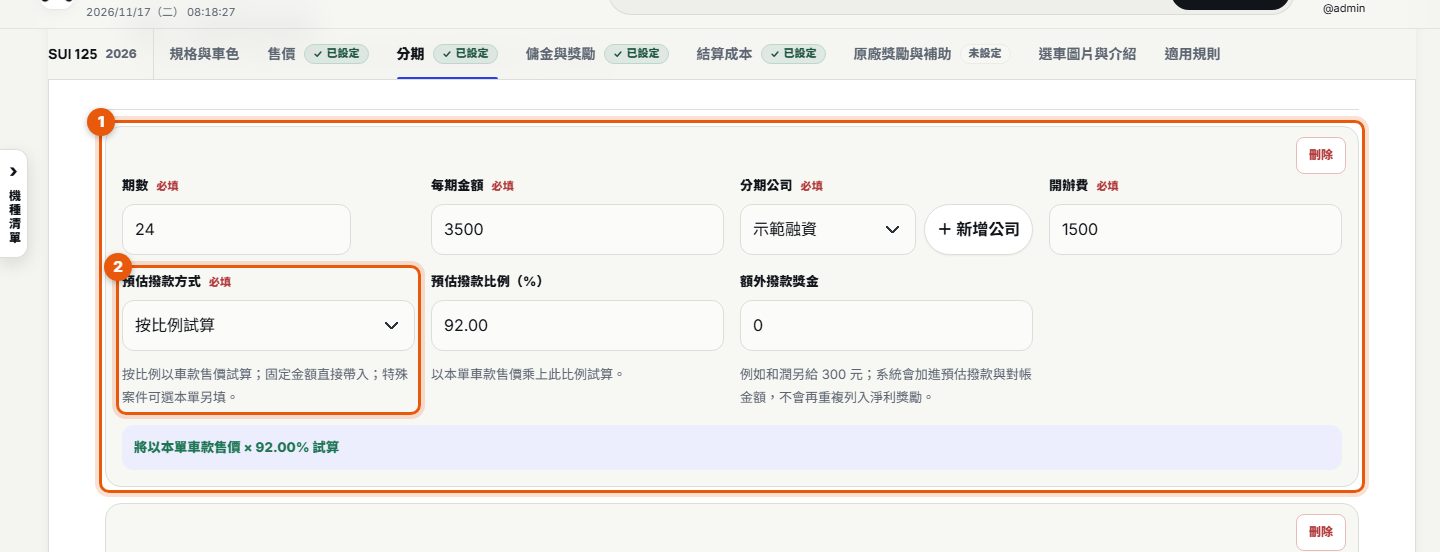 2026/11/17（二） 08:18:27
@admin
SUI 125 2026 規格與車色 售價 ✓ 已設定 分期 ✓ 已設定 傭金與獎勵 ✓ 已設定 結算成本 ✓ 已設定 原廠獎勵與補助 未設定 選車圖片與介紹 適用規則
機種清單
1
刪除
期數 必填 每期金額 必填 分期公司 必填 開辦費 必填
24 3500 示範融資 + 新增公司 1500
2
預估撥款方式 必填 預估撥款比例（%） 額外撥款獎金
按比例試算 92.00 0
按比例以車款售價試算；固定金額直接帶入；特殊 以本單車款售價乘上此比例試算。 例如和潤另給 300 元；系統會加進預估撥款與對帳
案件可選本單另填。 金額，不會再重複列入淨利獎勵。
將以本單車款售價 × 92.00% 試算
刪除